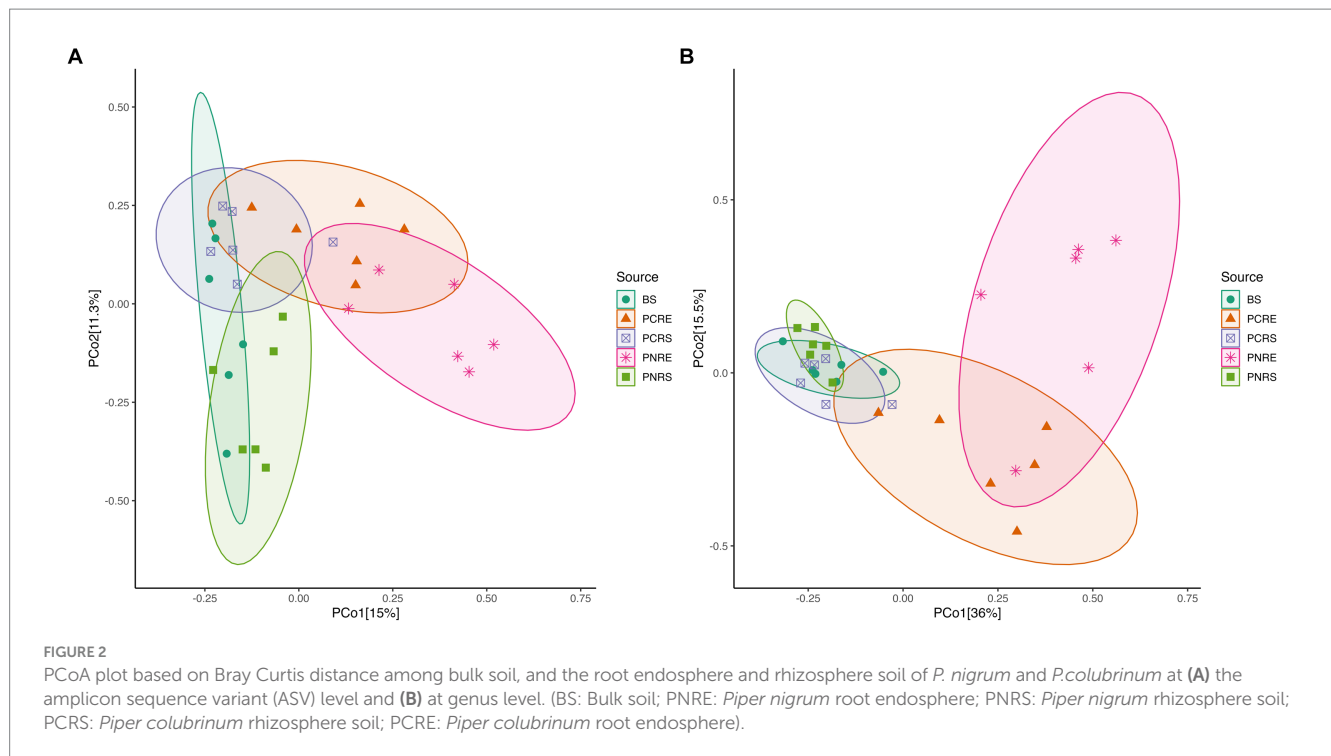 A
0.50
0.25
0.00
-0.25
-0.50
PCo2[11.3%]
-0.25
0.00
0.25
0.50
0.75
PCo1[15%]
Source
BS
PCRE
PCRS
PNRE
PNRS
B
0.5
0.0
-0.5
PCo2[15.5%]
-0.25
0.00
0.25
0.50
0.75
PCo1[36%]
Source
BS
PCRE
PCRS
PNRE
PNRS
FIGURE 2
PCoA plot based on Bray Curtis distance among bulk soil, and the root endosphere and rhizosphere soil of P. nigrum and P.colubrinum at (A) the
amplicon sequence variant (ASV) level and (B) at genus level. (BS: Bulk soil; PNRE: Piper nigrum root endosphere; PNRS: Piper nigrum rhizosphere soil;
PCRS: Piper colubrinum rhizosphere soil; PCRE: Piper colubrinum root endosphere).